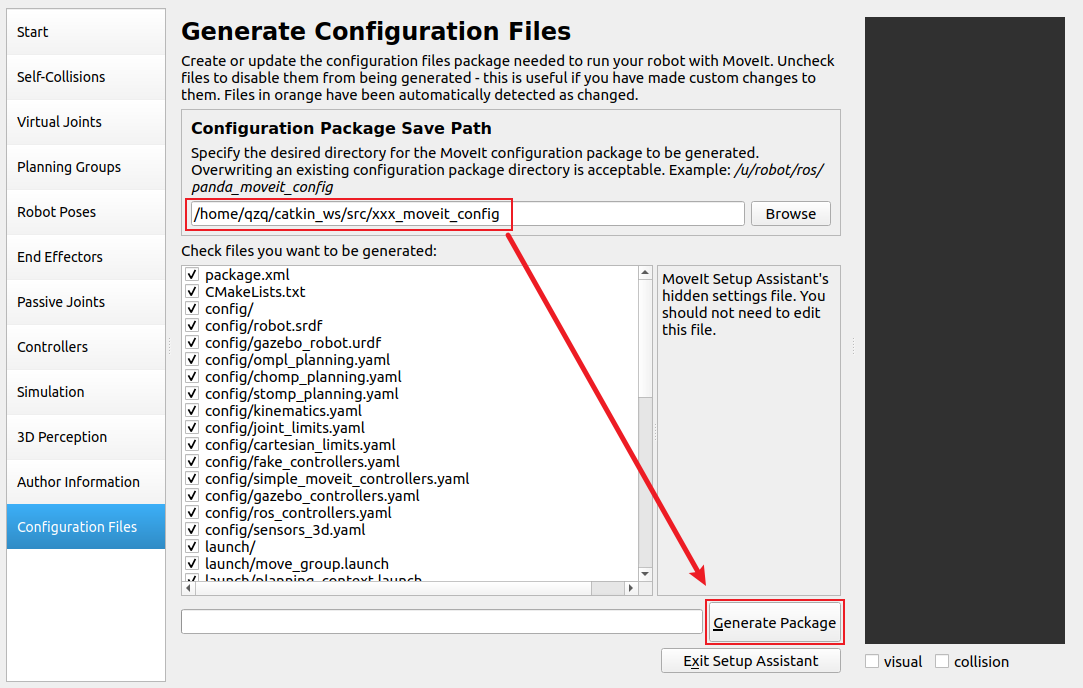 Start
Self-Collisions
Virtual Joints
Planning Groups
Robot Poses
End Effectors
Passive Joints
Controllers
Simulation
3D Perception
Author Information
Configuration Files
Generate Configuration Files
Create or update the configuration files package needed to run your robot with MoveIt. Uncheck
files to disable them from being generated - this is useful if you have made custom changes to
them. Files in orange have been automatically detected as changed.
Configuration Package Save Path
Specify the desired directory for the MoveIt configuration package to be generated.
Overwriting an existing configuration package directory is acceptable. Example: /u/robot/ros/
panda_moveit_config
/home/qzq/catkin_ws/src/xxx_moveit_config
Browse
Check files you want to be generated:
package.xml
CMakeLists.txt
config/
config/robot.srdf
config/gazebo_robot.urdf
config/ompl_planning.yaml
config/chomp_planning.yaml
config/stomp_planning.yaml
config/kinematics.yaml
config/joint_limits.yaml
config/cartesian_limits.yaml
config/fake_controllers.yaml
config/simple_moveit_controllers.yaml
config/gazebo_controllers.yaml
config/ros_controllers.yaml
config/sensors_3d.yaml
launch/
launch/move_group.launch
launch/planning_context.launch
MoveIt Setup Assistant's
hidden settings file. You
should not need to edit
this file.
Generate Package
Exit Setup Assistant
visual
collision